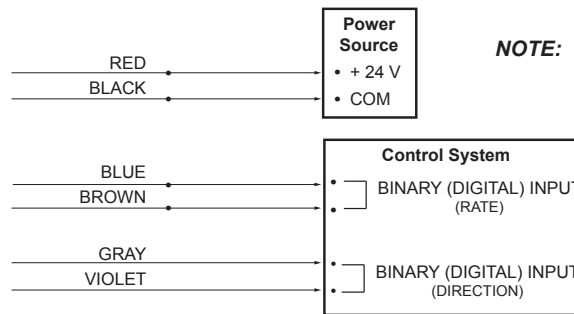 Power
Source
NOTE:
RED
+ 24 V
BLACK
COM
Control System
BLUE
BINARY (DIGITAL) INPUT
BROWN
(RATE)
GRAY
VIOLET
BINARY (DIGITAL) INPUT
(DIRECTION)